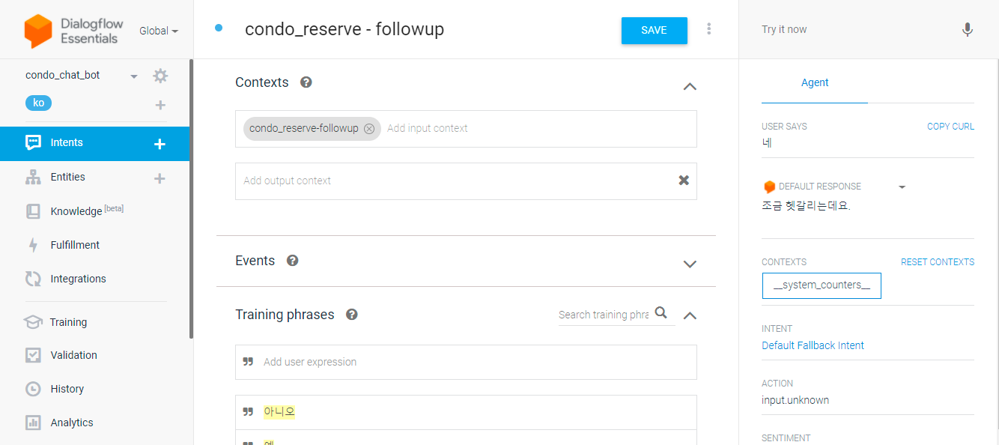 Dialogflow
Essentials
Global
condo_chat_bot
ko
Intents
Entities
Knowledge [beta]
Fulfillment
Integrations
Training
Validation
History
Analytics
condo_reserve - followup
SAVE
Contexts
condo_reserve-followup
Add input context
Add output context
Events
Training phrases
Search training phra
Add user expression
아니오
예
Try it now
Agent
USER SAYS
COPY CURL
네
DEFAULT RESPONSE
조금 헷갈리는데요.
CONTEXTS
RESET CONTEXTS
__system_counters__
INTENT
Default Fallback Intent
ACTION
input.unknown
SENTIMENT